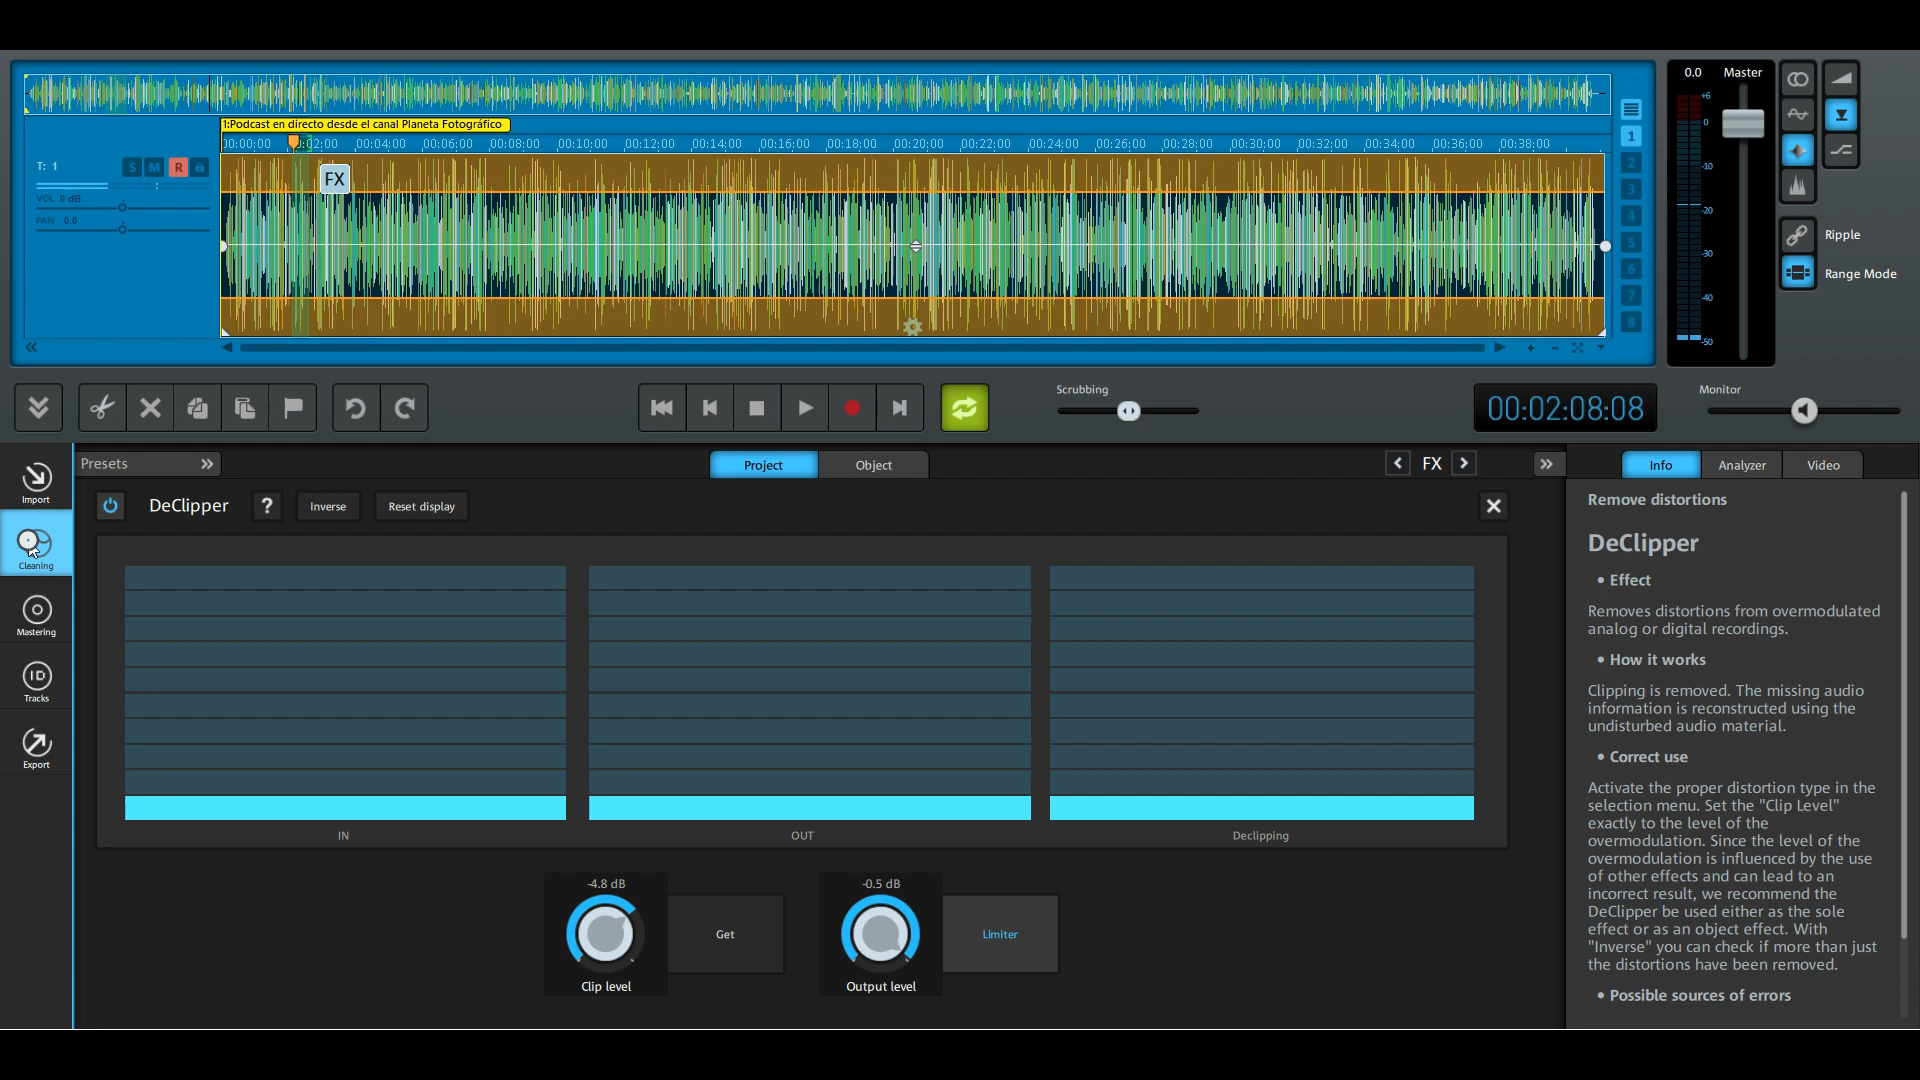 0.0 Master
+6
0
-10
-20
-30
-40
-50
1:Podcast en directo desde el canal Planeta Fotográfico
00:00:00 00:02:00 00:04:00 00:06:00 00:08:00 00:10:00 00:12:00 00:14:00 00:16:00 00:18:00 00:20:00 00:22:00 00:24:00 00:26:00 00:28:00 00:30:00 00:32:00 00:34:00 00:36:00 00:38:00
T: 1 S M R
VOL 0 dB
PAN 0.0
FX
1
2
3
4
5
6
7
8
Ripple
Range Mode
Scrubbing
00:02:08:08
Monitor
Import
Cleaning
Mastering
ID
Tracks
Export
Presets
Project Object
FX
Info Analyzer Video
DeClipper ? Inverse Reset display
IN OUT Declipping
-4.8 dB
Clip level
Get
-0.5 dB
Output level
Limiter
Remove distortions
DeClipper
• Effect
Removes distortions from overmodulated
analog or digital recordings.
• How it works
Clipping is removed. The missing audio
information is reconstructed using the
undisturbed audio material.
• Correct use
Activate the proper distortion type in the
selection menu. Set the "Clip Level"
exactly to the level of the
overmodulation. Since the level of the
overmodulation is influenced by the use
of other effects and can lead to an
incorrect result, we recommend the
DeClipper be used either as the sole
effect or as an object effect. With
"Inverse" you can check if more than just
the distortions have been removed.
• Possible sources of errors